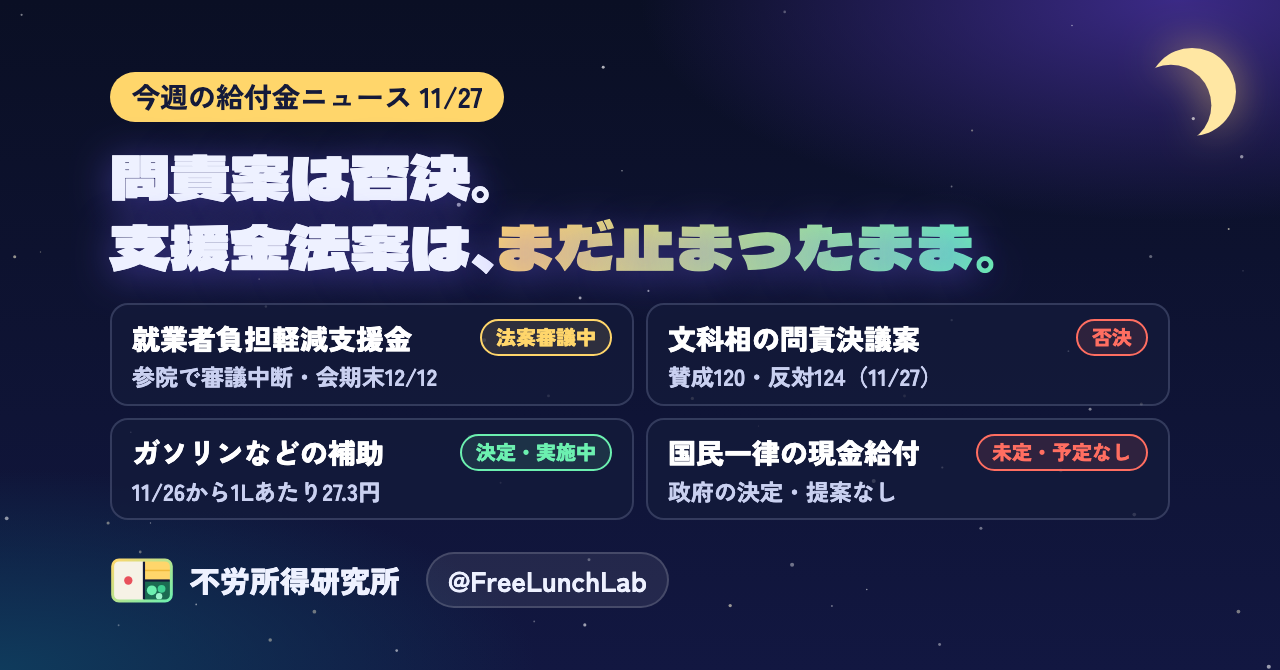 今週の給付金ニュース 11/27
問責案は否決。
支援金法案は、まだ止まったまま。
就業者負担軽減支援金
法案審議中
参院で審議中断・会期末12/12
文科相の問責決議案
否決
賛成120・反対124（11/27）
ガソリンなどの補助
決定・実施中
11/26から1Lあたり27.3円
国民一律の現金給付
未定・予定なし
政府の決定・提案なし
不労所得研究所
@FreeLunchLab